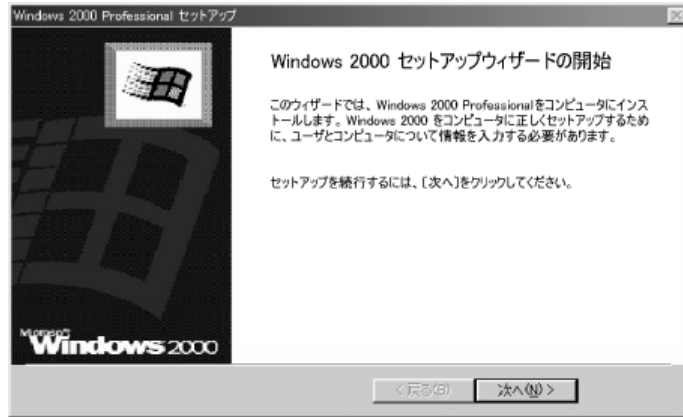 Windows 2000 Professional セットアップ
Windows 2000 セットアップウィザードの開始
このウィザードでは、Windows 2000 Professionalをコンピュータにインス
トールします。Windows 2000 をコンピュータに正しくセットアップするため
に、ユーザとコンピュータについて情報を入力する必要があります。
セットアップを続行するには、[次へ]をクリックしてください。
Microsoft
Windows 2000
< 戻る(B)
次へ(N) >